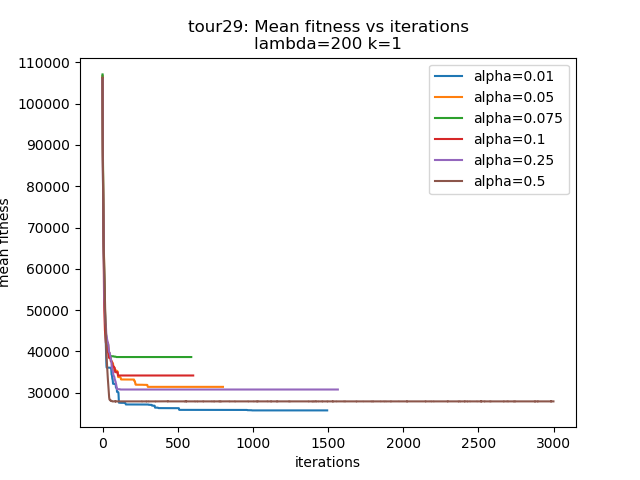 tour29: Mean fitness vs iterations
lambda=200 k=1
110000
100000
90000
80000
70000
60000
50000
40000
30000
mean fitness
alpha=0.01
alpha=0.05
alpha=0.075
alpha=0.1
alpha=0.25
alpha=0.5
0
500
1000
1500
2000
2500
3000
iterations